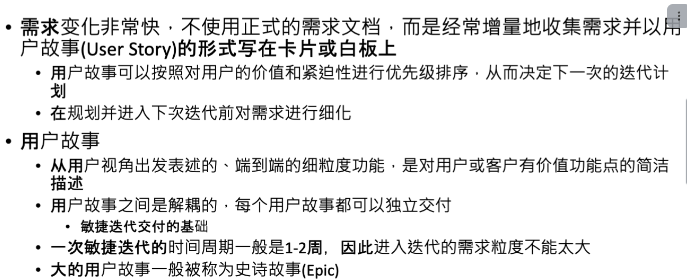 • 需求变化非常快，不使用正式的需求文档，而是经常增量地收集需求并以用
户故事(User Story)的形式写在卡片或白板上
• 用户故事可以按照对用户的价值和紧迫性进行优先级排序，从而决定下一次的迭代计
划
• 在规划并进入下次迭代前对需求进行细化
• 用户故事
• 从用户视角出发表述的、端到端的细粒度功能，是对用户或客户有价值功能点的简洁
描述
• 用户故事之间是解耦的，每个用户故事都可以独立交付
• 敏捷迭代交付的基础
• 一次敏捷迭代的时间周期一般是1-2周，因此进入迭代的需求粒度不能太大
• 大的用户故事一般被称为史诗故事(Epic)